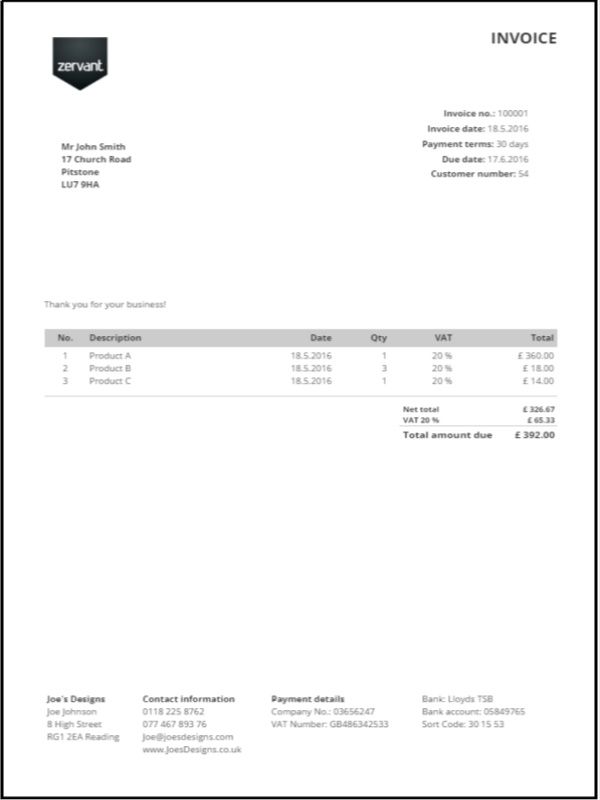 INVOICE
zervant
Invoice no.: 100001
Invoice date: 18.5.2016
Payment terms: 30 days
Due date: 17.6.2016
Customer number: 54
Mr John Smith
17 Church Road
Pitstone
LU7 9HA
Thank you for your business!
No. Description Date Qty VAT Total
1 Product A 18.5.2016 1 20 % £ 360.00
2 Product B 18.5.2016 3 20 % £ 18.00
3 Product C 18.5.2016 1 20 % £ 14.00
Net total £ 326.67
VAT 20 % £ 65.33
Total amount due £ 392.00
Joe's Designs
Joe Johnson
8 High Street
RG1 2EA Reading
Contact information
0118 225 8762
077 467 893 76
Joe@joesdesigns.com
www.JoesDesigns.co.uk
Payment details
Company No.: 03656247
VAT Number: GB486342533
Bank: Lloyds TSB
Bank account: 05849765
Sort Code: 30 15 53